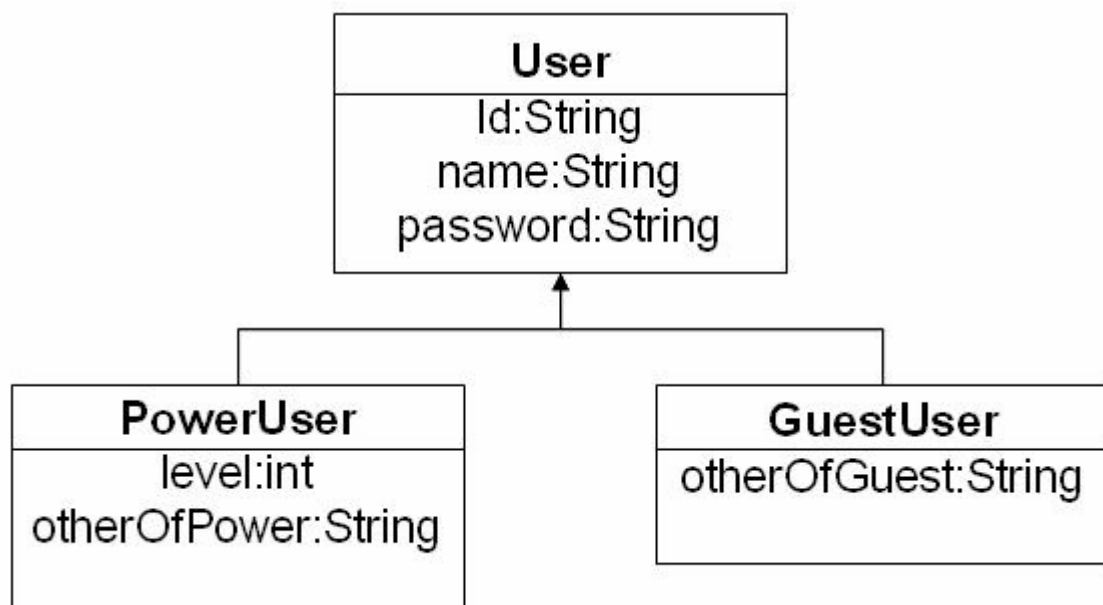 User
Id:String
name:String
password:String
PowerUser
level:int
otherOfPower:String
GuestUser
otherOfGuest:String